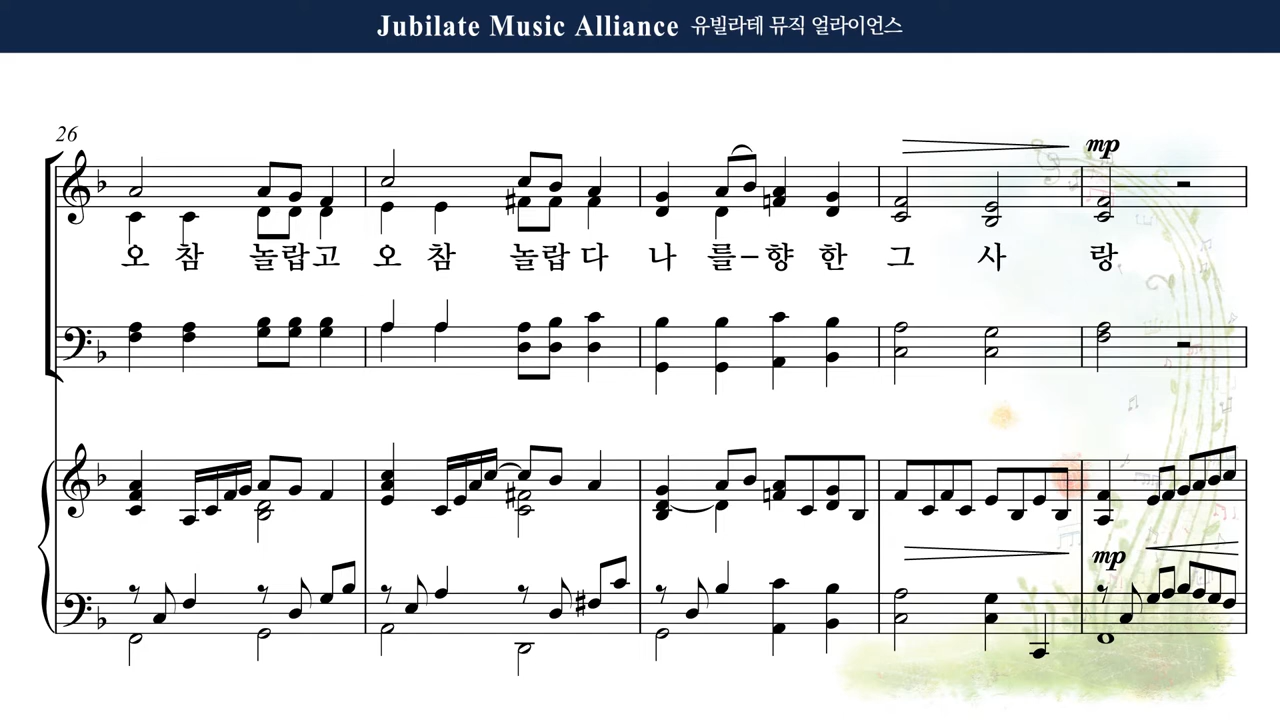 Jubilate Music Alliance 유빌라테 뮤직 얼라이언스
26
mp
오 참 놀랍고 오 참 놀랍다 나 를-향 한 그 사 랑
mp